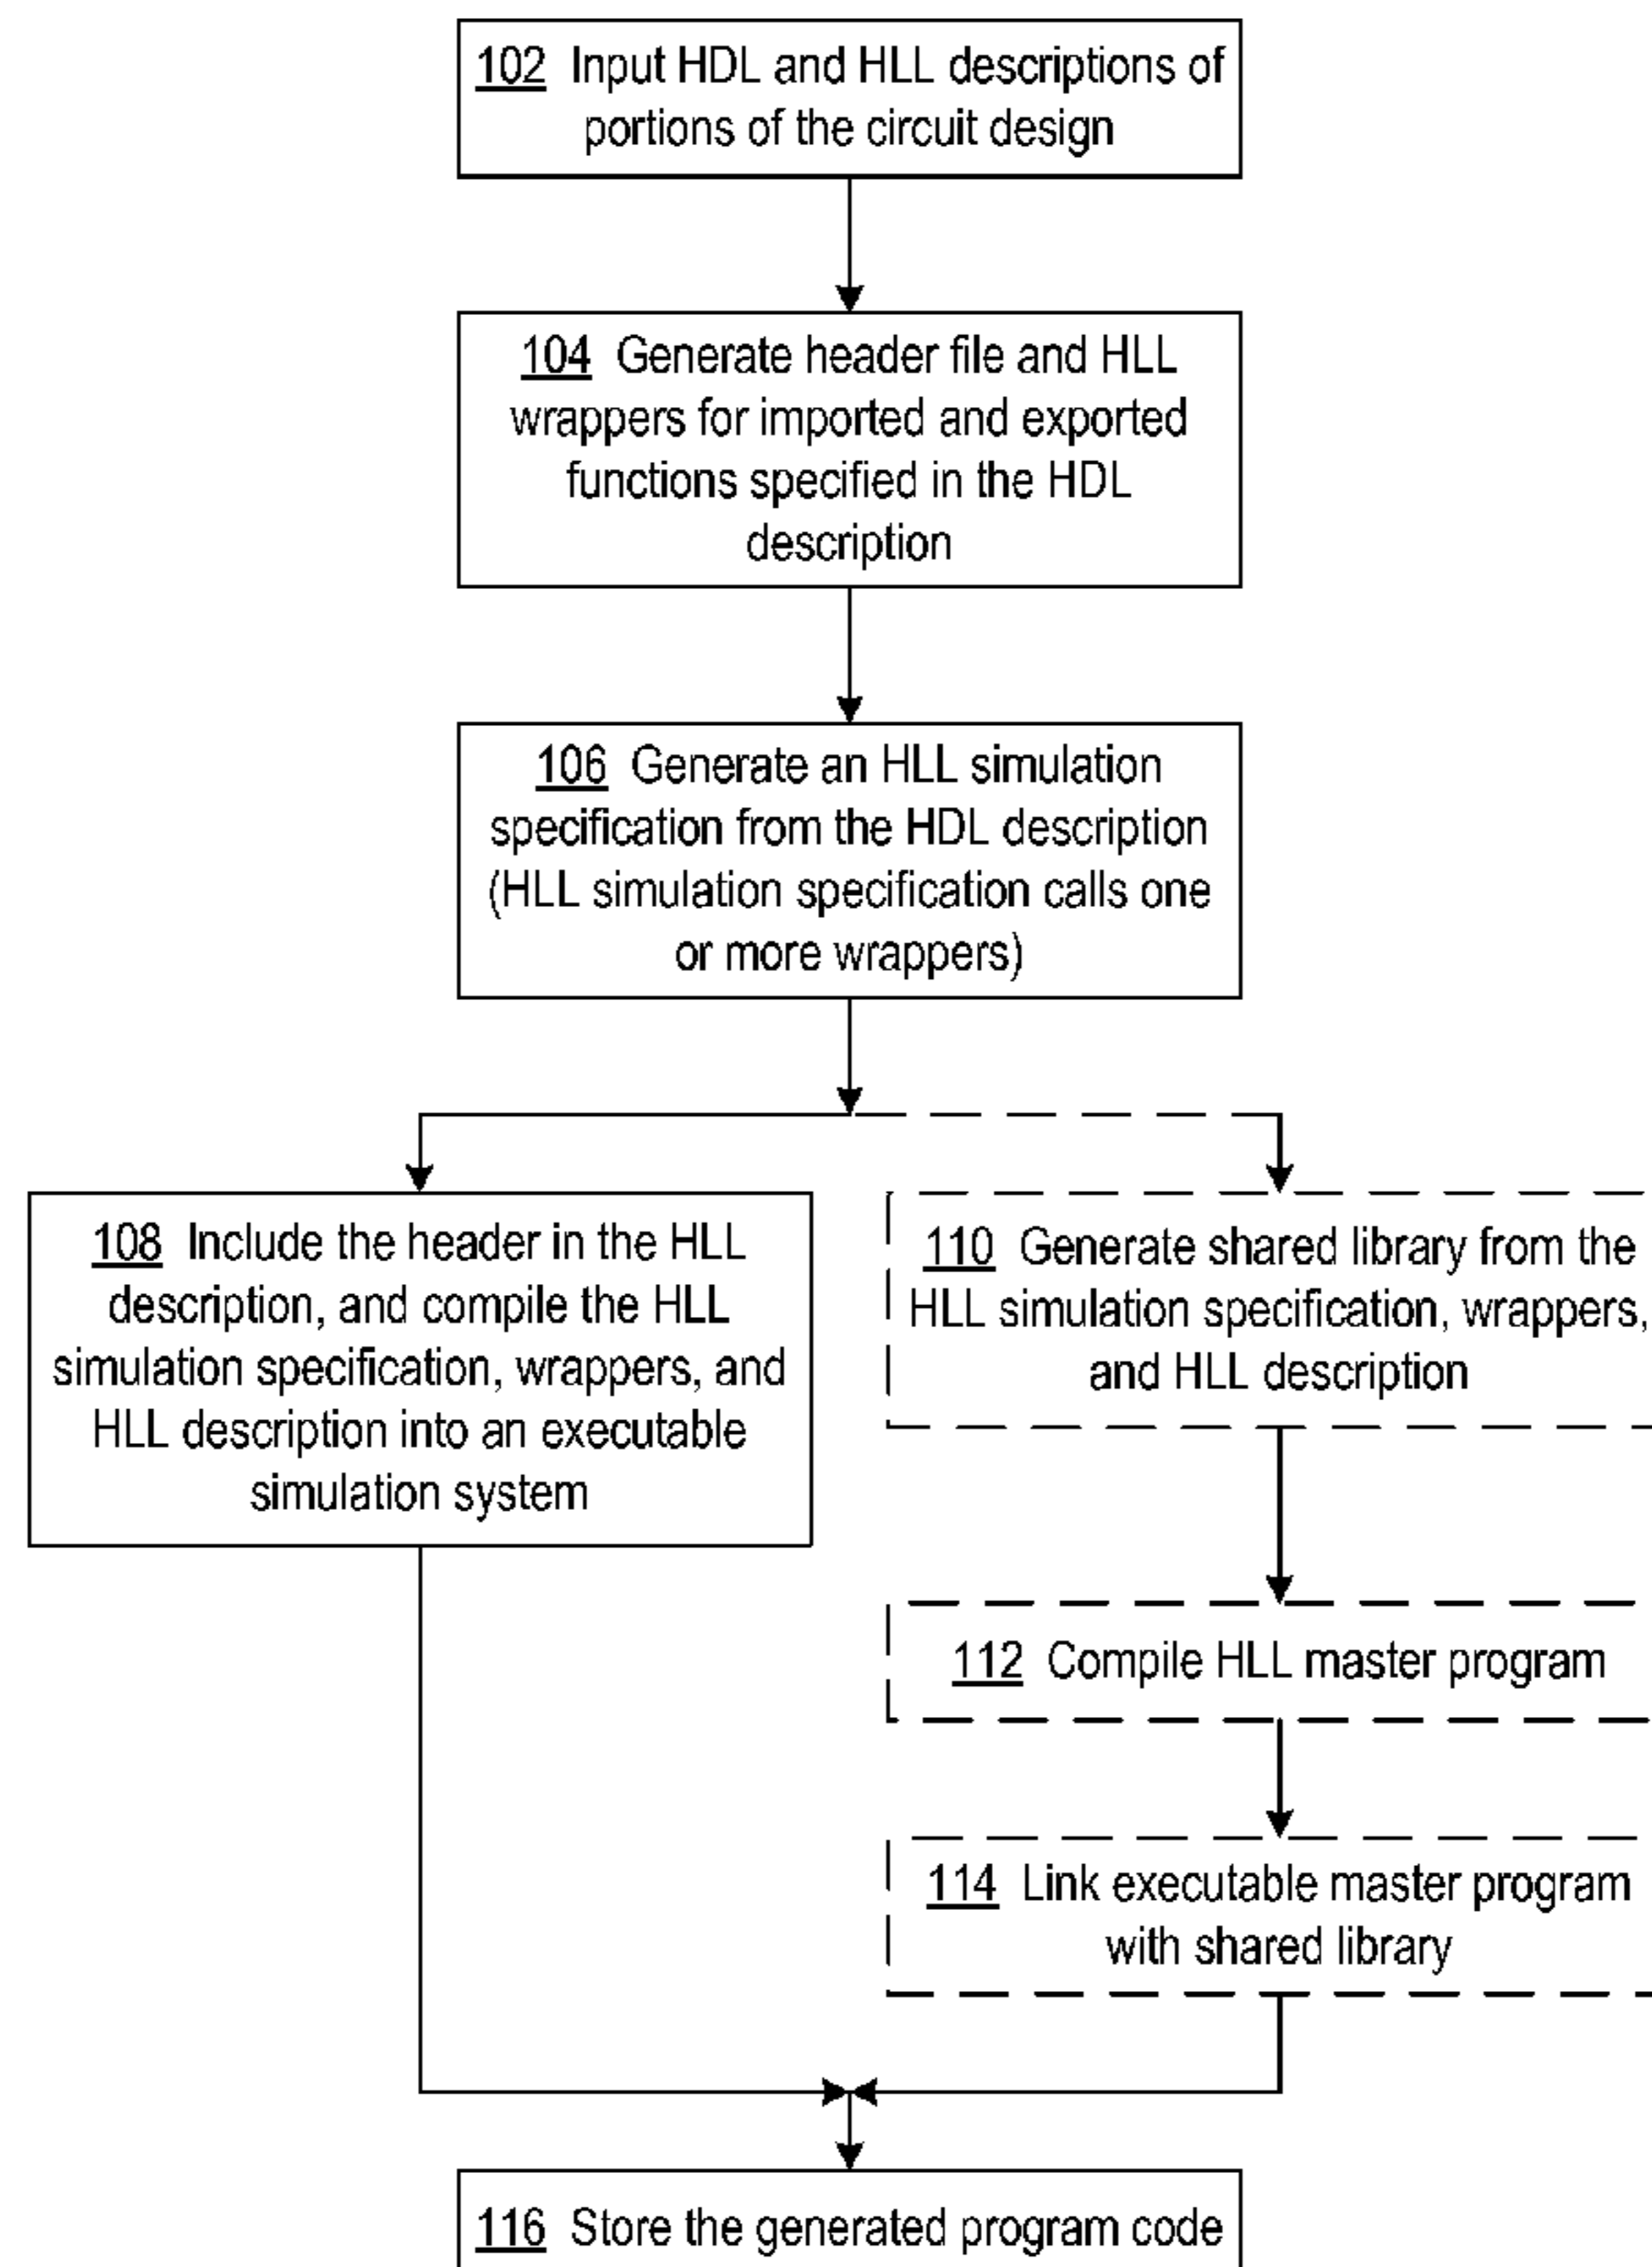 102 Input HDL and HLL descriptions of
portions of the circuit design
104 Generate header file and HLL
wrappers for imported and exported
functions specified in the HDL
description
106 Generate an HLL simulation
specification from the HDL description
(HLL simulation specification calls one
or more wrappers)
108 Include the header in the HLL
description, and compile the HLL
simulation specification, wrappers, and
HLL description into an executable
simulation system
110 Generate shared library from the
HLL simulation specification, wrappers,
and HLL description
112 Compile HLL master program
114 Link executable master program
with shared library
116 Store the generated program code